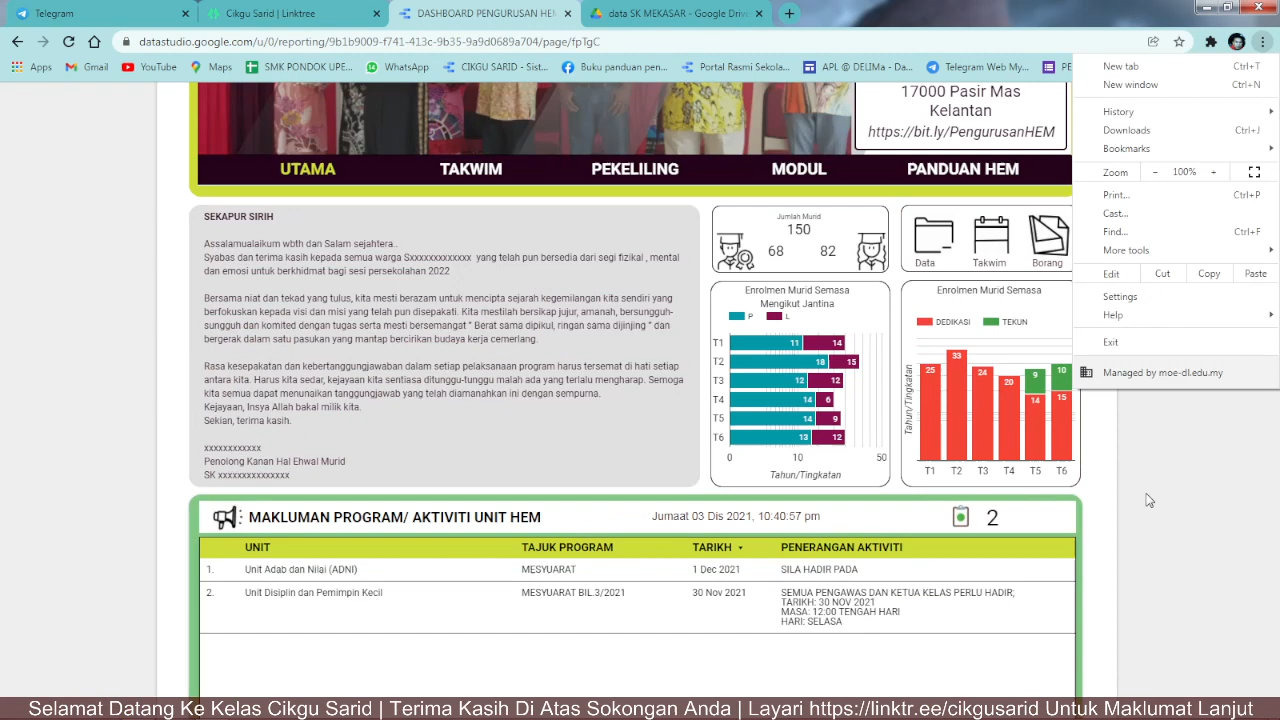 Telegram
Cikgu Sarid | Linktree
DASHBOARD PENGURUSAN HEM
data SK MEKASAR - Google Drive
datastudio.google.com/u/0/reporting/9b1b9009-f741-413c-9b35-9a9d0689a704/page/fpTgC
Apps
Gmail
YouTube
Maps
SMK PONDOK UPE...
WhatsApp
CIKGU SARID - Sist...
Buku panduan pen...
Portal Rasmi Sekola...
APL @ DELIMa - Da...
Telegram Web My...
PE
New tab Ctrl+T
New window Ctrl+N
History
Downloads Ctrl+J
Bookmarks
Zoom - 100% +
Print... Ctrl+P
Cast...
Find... Ctrl+F
More tools
Edit Cut Copy Paste
Settings
Help
Exit
Managed by moe-dl.edu.my
17000 Pasir Mas
Kelantan
https://bit.ly/PengurusanHEM
UTAMA TAKWIM PEKELILING MODUL PANDUAN HEM
SEKAPUR SIRIH
Assalamualaikum wbth dan Salam sejahtera..
Syabas dan terima kasih kepada semua warga Sxxxxxxxxxxxxx yang telah pun bersedia dari segi fizikal , mental
dan emosi untuk berkhidmat bagi sesi persekolahan 2022
Bersama niat dan tekad yang tulus, kita mesti berazam untuk mencipta sejarah kegemilangan kita sendiri yang
berfokuskan kepada visi dan misi yang telah pun disepakati. Kita mestilah bersikap jujur, amanah, bersungguh-
sungguh dan komited dengan tugas serta mesti bersemangat " Berat sama dipikul, ringan sama dijinjing " dan
bergerak dalam satu pasukan yang mantap bercirikan budaya kerja cemerlang.
Rasa kesepakatan dan kebertanggungjawaban dalam setiap pelaksanaan program harus tersemat di hati setiap
antara kita. Harus kita sedar, kejayaan kita sentiasa ditunggu-tunggu malah ada yang terlalu mengharap. Semoga
kita semua dapat menunaikan tanggungjawab yang telah diamanahkan ini dengan sempurna.
Kejayaan, Insya Allah bakal milik kita.
Sekian, terima kasih.
xxxxxxxxxxxx
Penolong Kanan Hal Ehwal Murid
SK xxxxxxxxxxxxxxx
Jumlah Murid
150
68 82
Data Takwim Borang
Enrolmen Murid Semasa
Mengikut Jantina
P L
T1 11 14
T2 18 15
T3 12 12
T4 14 6
T5 14 9
T6 13 12
0 10 50
Tahun/Tingkatan
Enrolmen Murid Semasa
DEDIKASI TEKUN
Tahun/Tingkatan
25 33 24 20 9 14 10 15
T1 T2 T3 T4 T5 T6
MAKLUMAN PROGRAM/ AKTIVITI UNIT HEM
Jumaat 03 Dis 2021, 10:40:57 pm
2
UNIT TAJUK PROGRAM TARIKH PENERANGAN AKTIVITI
1. Unit Adab dan Nilai (ADNI) MESYUARAT 1 Dec 2021 SILA HADIR PADA
2. Unit Disiplin dan Pemimpin Kecil MESYUARAT BIL.3/2021 30 Nov 2021 SEMUA PENGAWAS DAN KETUA KELAS PERLU HADIR;
TARIKH: 30 NOV 2021
MASA: 12:00 TENGAH HARI
HARI: SELASA
Selamat Datang Ke Kelas Cikgu Sarid | Terima Kasih Di Atas Sokongan Anda | Layari https://linktr.ee/cikgusarid Untuk Maklumat Lanjut